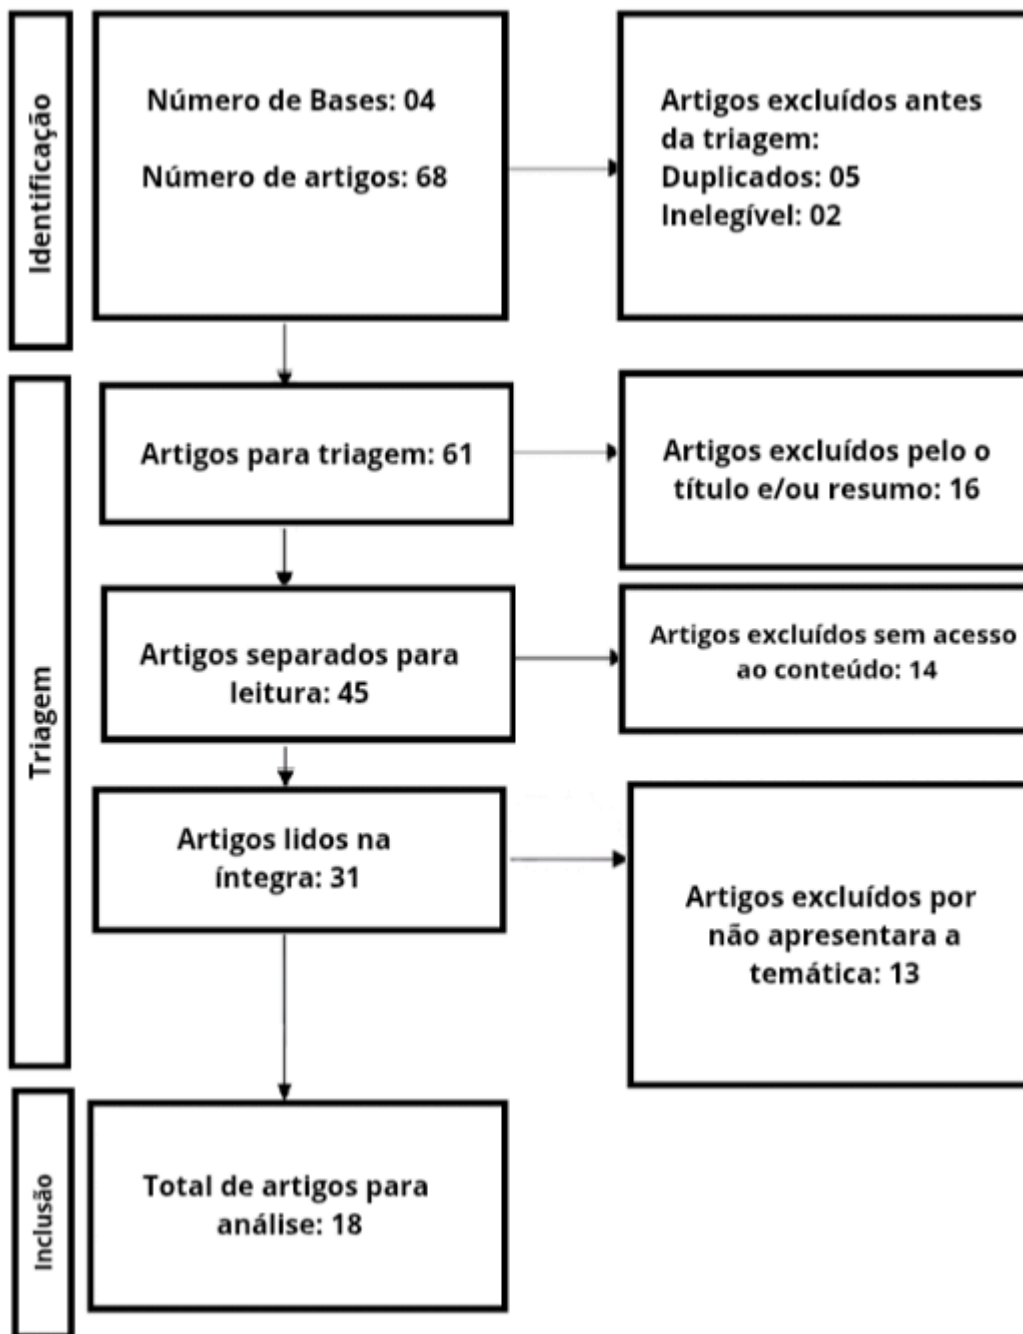 Identificação
Número de Bases: 04
Número de artigos: 68
Artigos excluídos antes
da triagem:
Duplicados: 05
Inelegível: 02
Triagem
Artigos para triagem: 61
Artigos excluídos pelo o
título e/ou resumo: 16
Artigos separados para
leitura: 45
Artigos excluídos sem acesso
ao conteúdo: 14
Artigos lidos na
íntegra: 31
Artigos excluídos por
não apresentara a
temática: 13
Inclusão
Total de artigos para
análise: 18